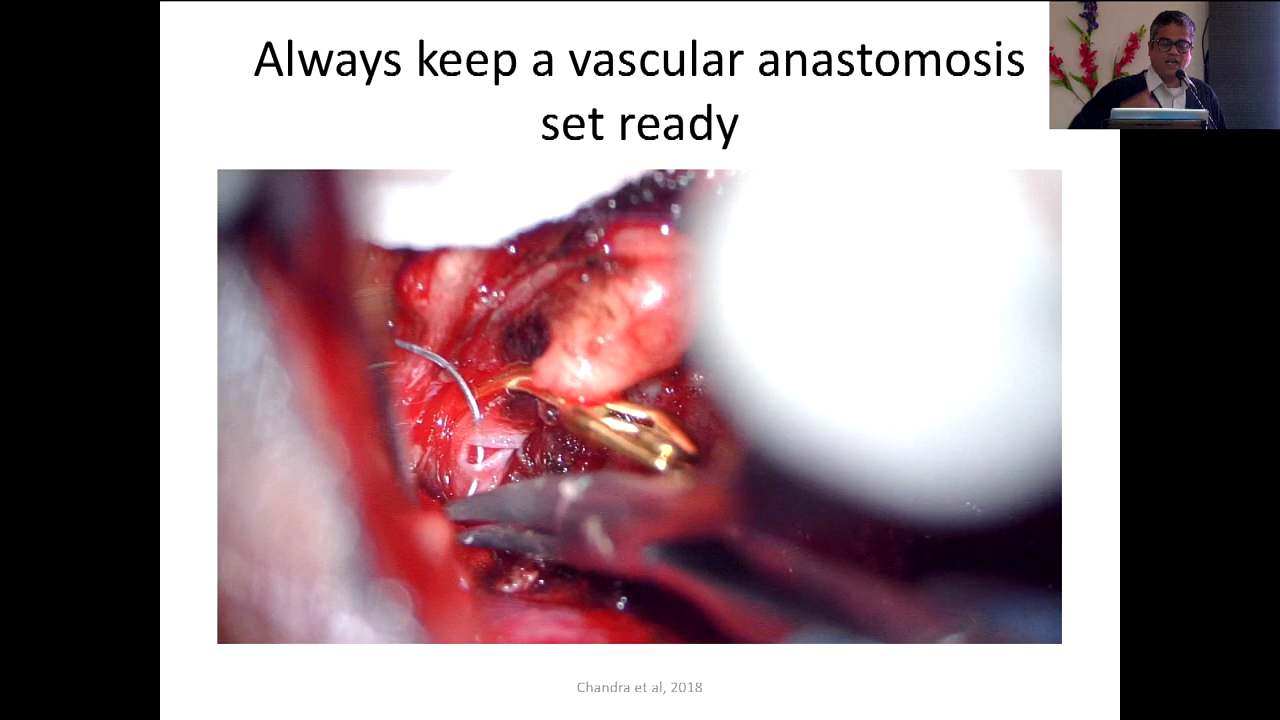 Always keep a vascular anastomosis
set ready
Chandra et al, 2018